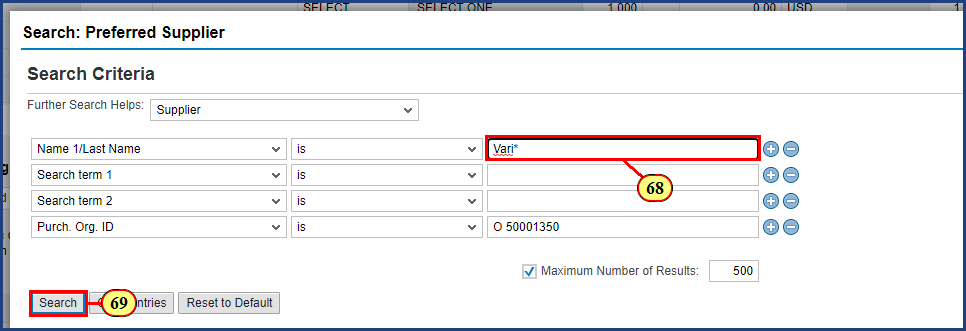 SELECT SELECT ONE 1.000 0.00 USD 1
Search: Preferred Supplier
Search Criteria
Further Search Helps: Supplier
Name 1/Last Name is Vari*
Search term 1 is
68
Search term 2 is
Purch. Org. ID is O 50001350
Maximum Number of Results: 500
Search 69 ntries Reset to Default